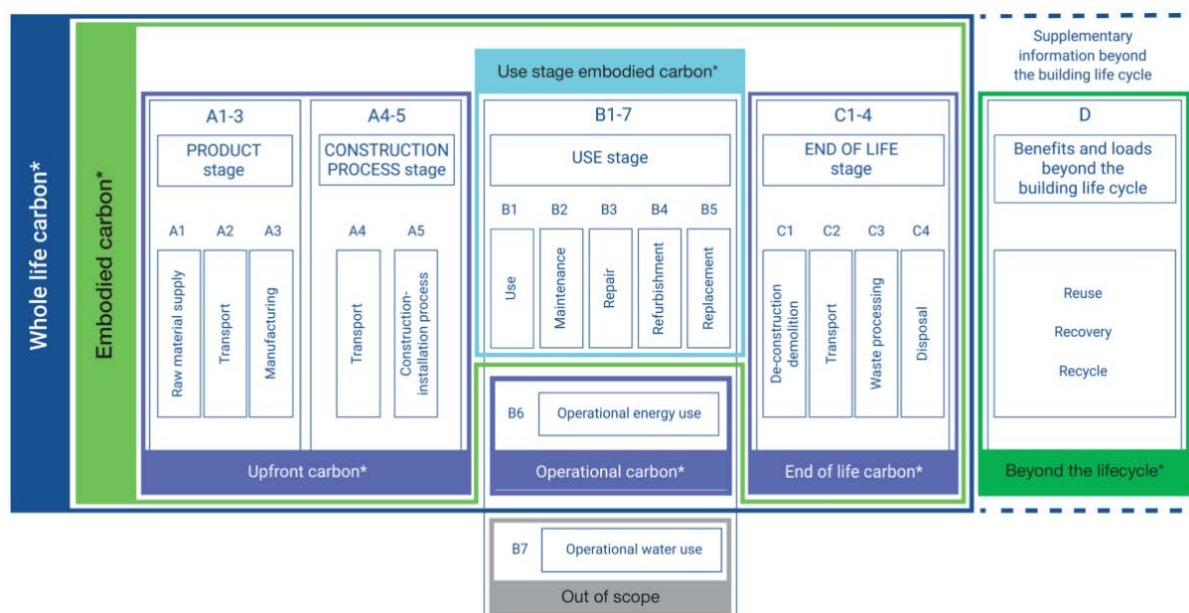 Whole life carbon*
Embodied carbon*
Use stage embodied carbon*
Supplementary
information beyond
the building life cycle
A1-3
PRODUCT
stage
A4-5
CONSTRUCTION
PROCESS stage
B1-7
USE stage
C1-4
END OF LIFE
stage
D
Benefits and loads
beyond the
building life cycle
A1
A2
A3
Raw material supply
Transport
Manufacturing
A4
A5
Transport
Construction-
installation process
B1
B2
B3
B4
B5
Use
Maintenance
Repair
Refurbishment
Replacement
C1
C2
C3
C4
De-construction
demolition
Transport
Waste processing
Disposal
Reuse
Recovery
Recycle
B6
Operational energy use
Upfront carbon*
Operational carbon*
End of life carbon*
Beyond the lifecycle*
B7
Operational water use
Out of scope